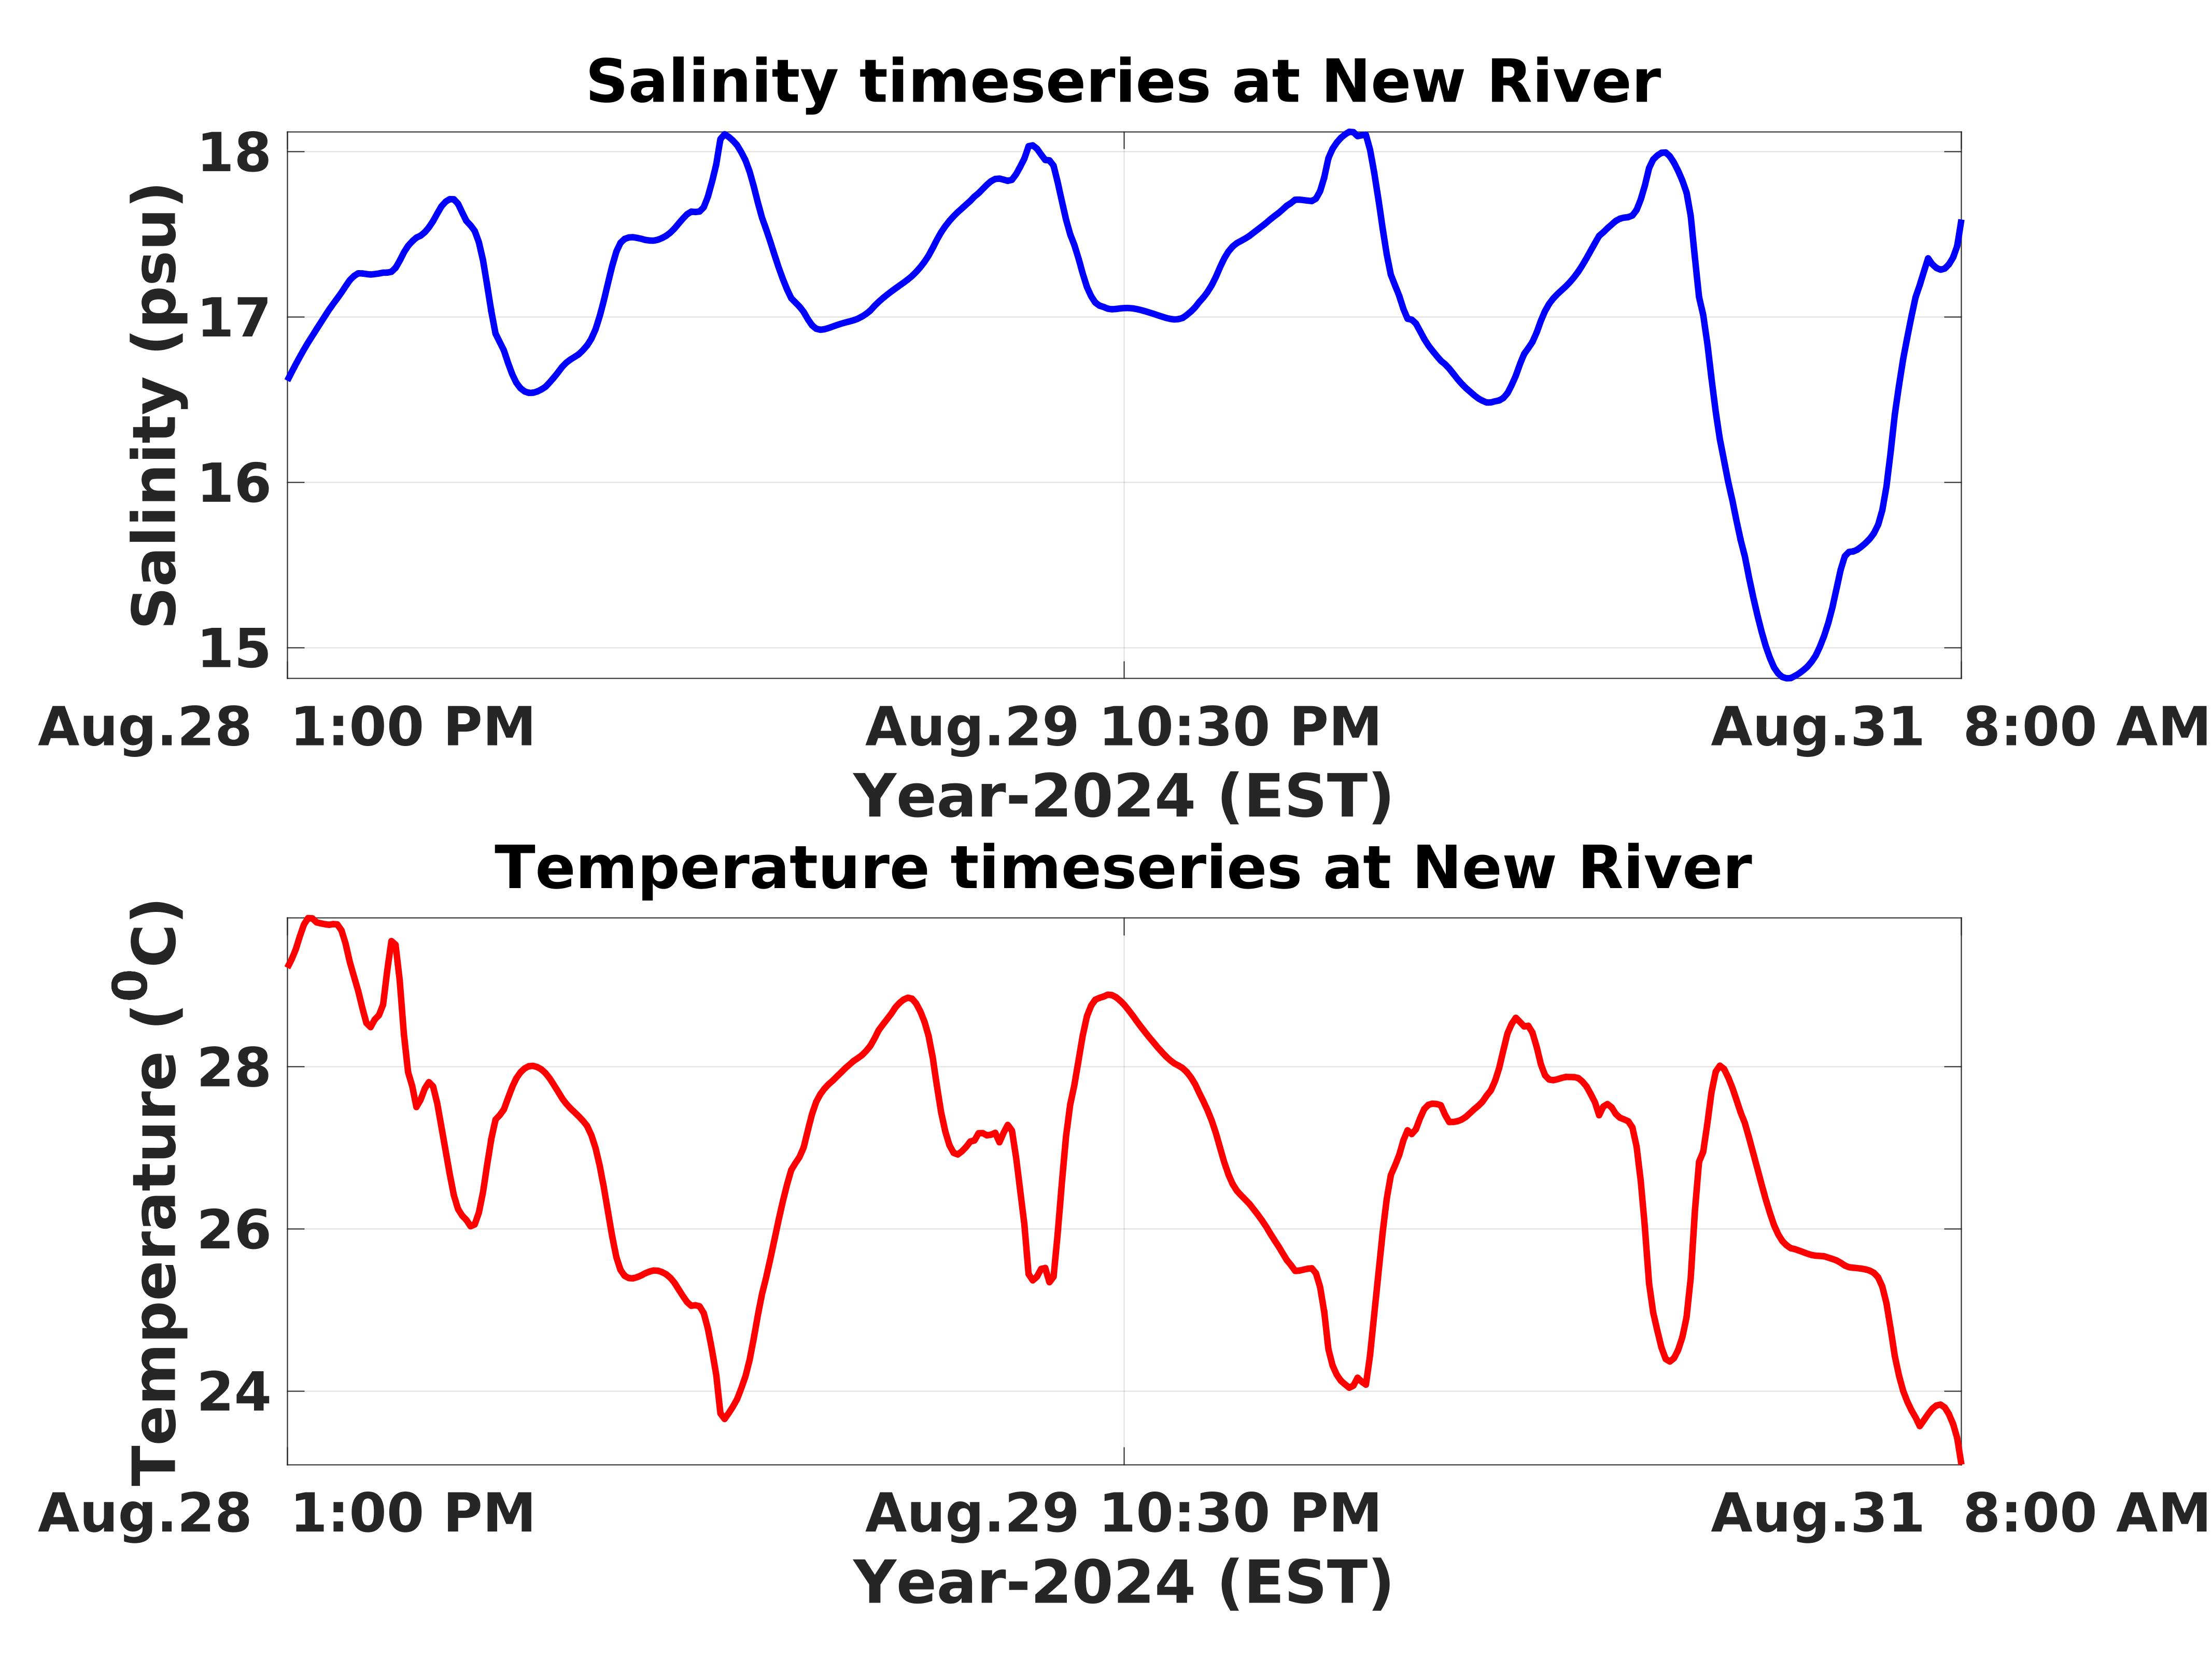 Salinity timeseries at New River
Salinity (psu)
18
17
16
15
Aug.28 1:00 PM
Aug.29 10:30 PM
Aug.31 8:00 AM
Year-2024 (EST)
Temperature timeseries at New River
Temperature (⁰C)
28
26
24
Aug.28 1:00 PM
Aug.29 10:30 PM
Aug.31 8:00 AM
Year-2024 (EST)